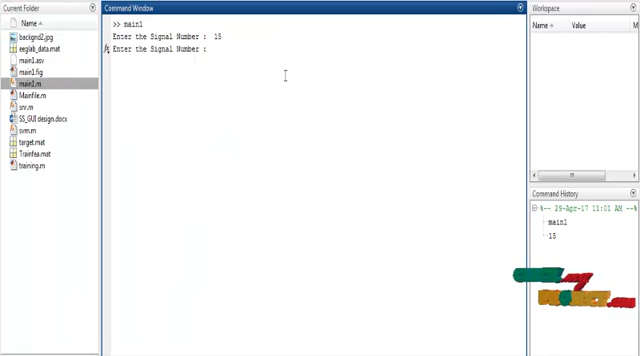 Current Folder
Name
backgnd2.jpg
eeglab_data.mat
main1.asv
main1.fig
main1.m
Mainfile.m
srv.m
SS_GUI design.docx
svm.m
target.mat
Trainfea.mat
training.m
Command Window
>> main1
Enter the Signal Number :  15
fx Enter the Signal Number :
Workspace
Name Value
Command History
%-- 29-Apr-17 11:01 AM --%
main1
15